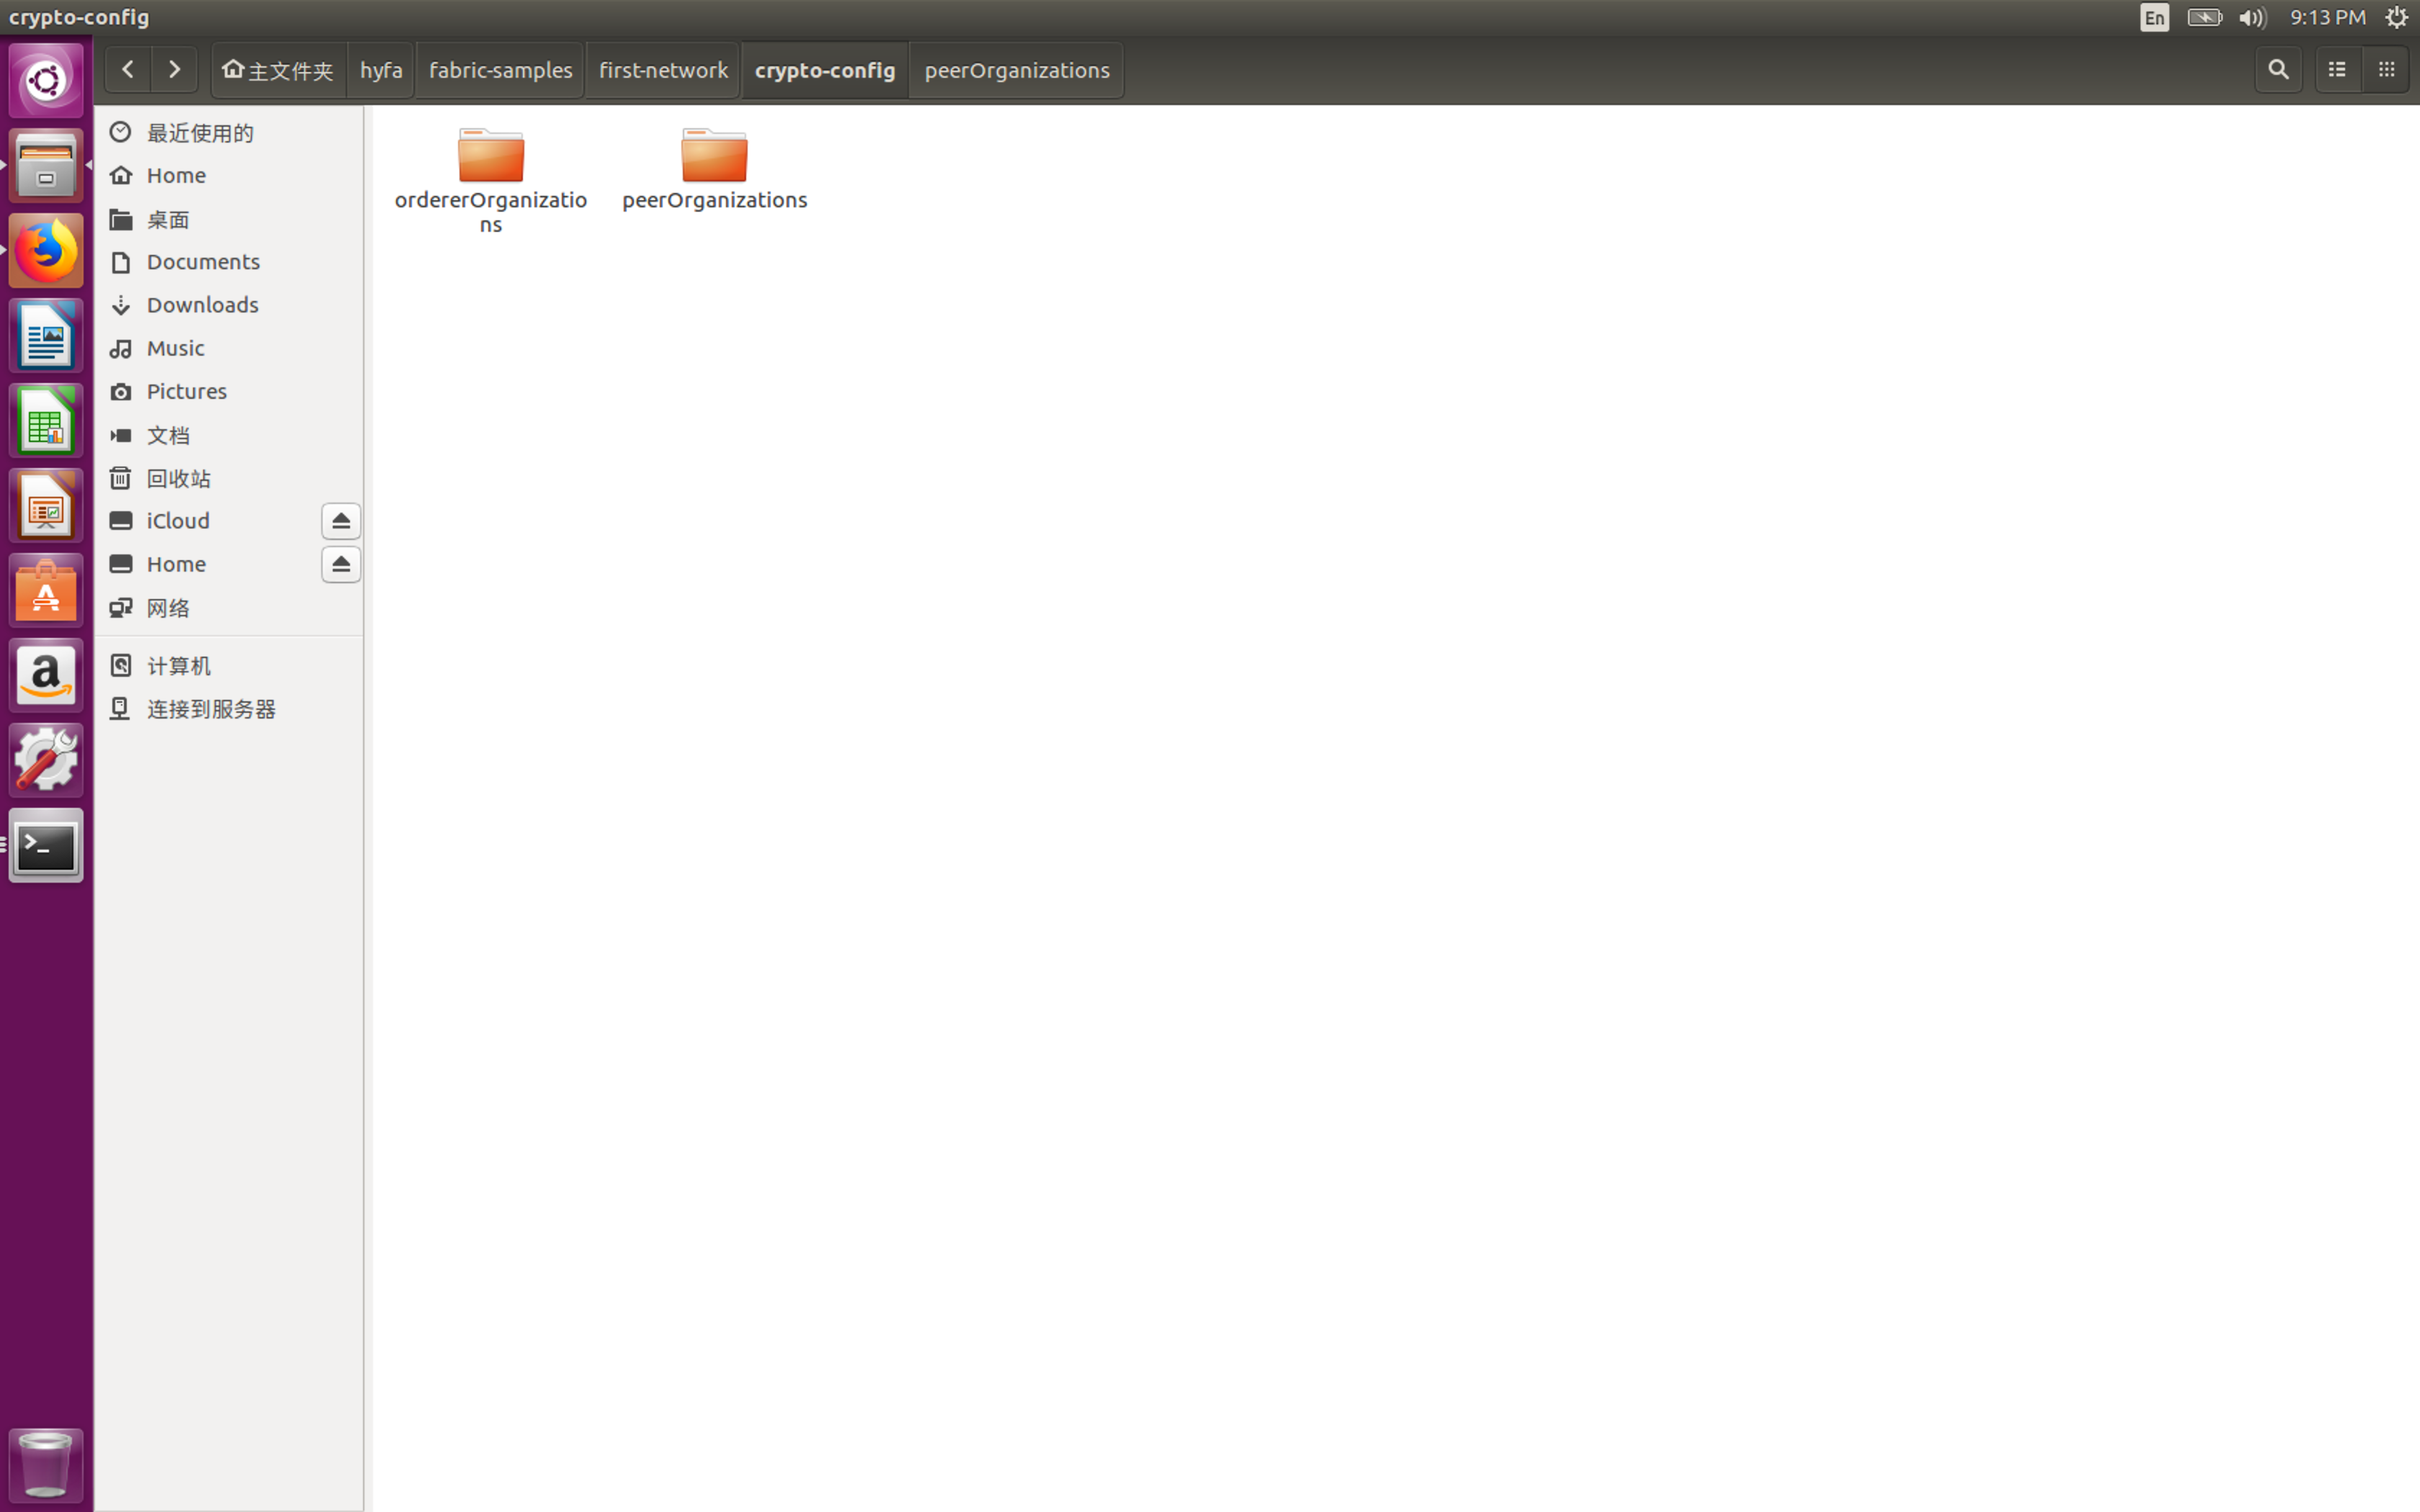 crypto-config
En
9:13 PM
主文件夹
hyfa
fabric-samples
first-network
crypto-config
peerOrganizations
最近使用的
Home
桌面
Documents
Downloads
Music
Pictures
文档
回收站
iCloud
Home
网络
计算机
连接到服务器
ordererOrganizatio
ns
peerOrganizations